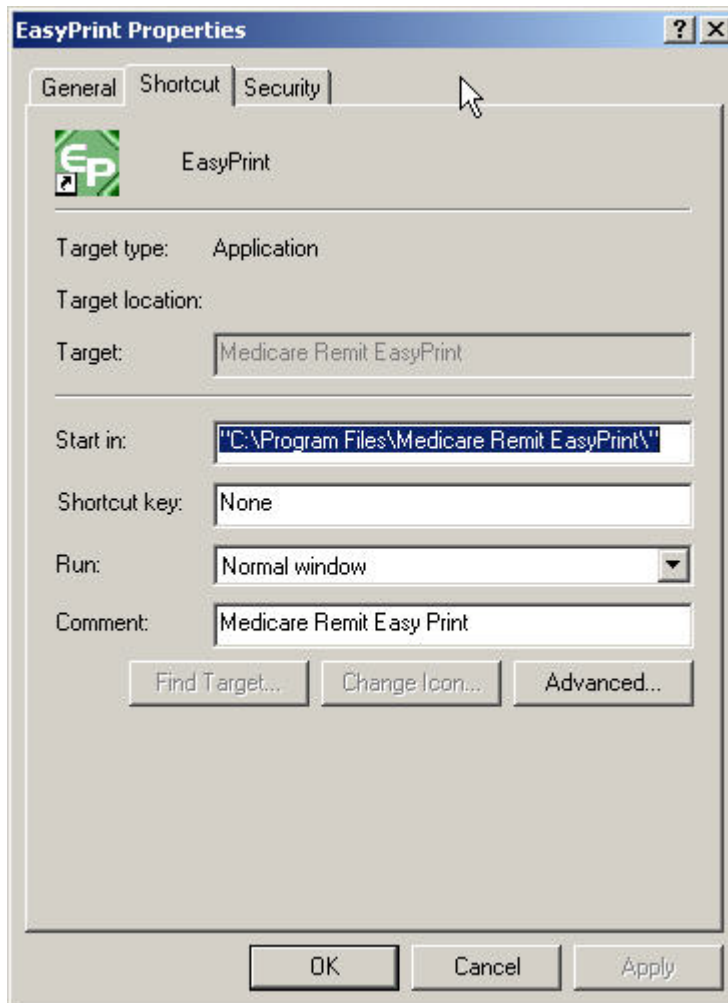 EasyPrint Properties
General Shortcut Security
EP EasyPrint
Target type: Application
Target location:
Target: Medicare Remit EasyPrint
Start in: "C:\Program Files\Medicare Remit EasyPrint\"
Shortcut key: None
Run: Normal window
Comment: Medicare Remit Easy Print
Find Target... Change Icon... Advanced...
OK Cancel Apply